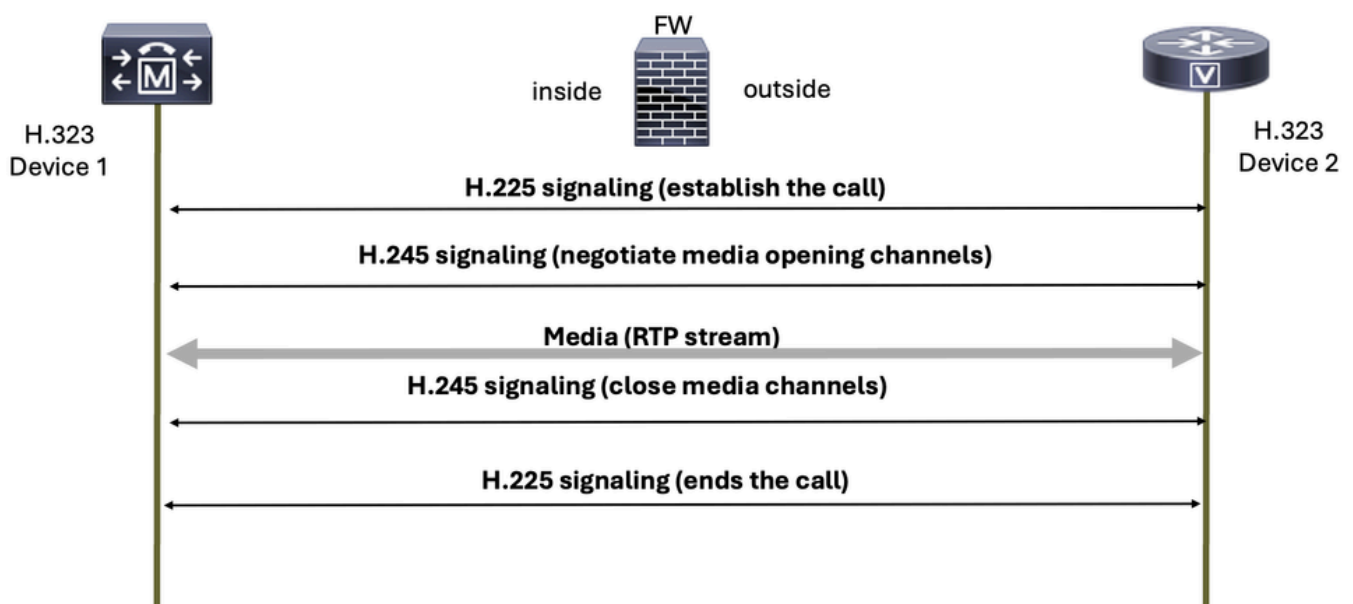 FW
M
inside
outside
V
H.323
Device 1
H.323
Device 2
H.225 signaling (establish the call)
H.245 signaling (negotiate media opening channels)
Media (RTP stream)
H.245 signaling (close media channels)
H.225 signaling (ends the call)